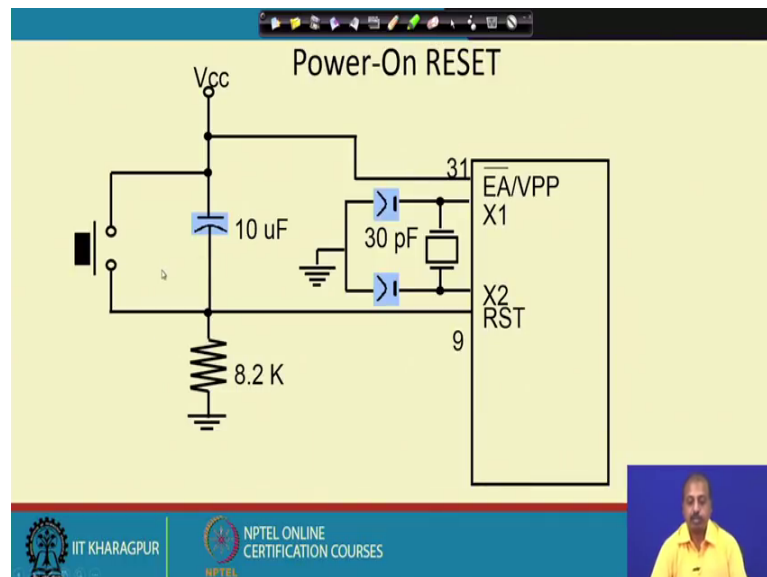 Power-On RESET
Vcc
31
EA/VPP
X1
10 uF
30 pF
X2
RST
9
8.2 K
IIT KHARAGPUR
NPTEL ONLINE
CERTIFICATION COURSES
NPTEL